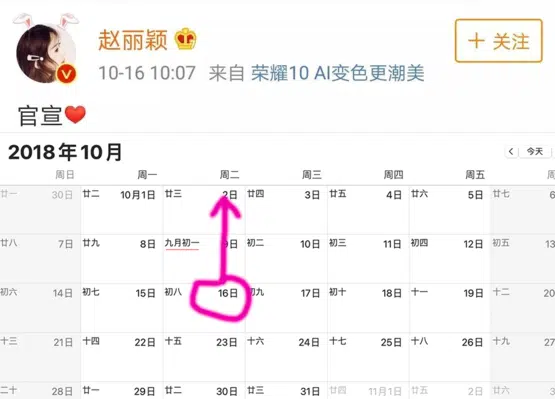 赵丽颖
+ 关注
10-16 10:07 来自 荣耀10 AI变色更潮美
官宣❤
2018年10月
< 今天
周日 周一 周二 周三 周四 周五 周
廿一 30日 廿二 10月1日 廿三 2日 廿四 3日 廿五 4日 廿六 5日 廿七 6
廿八 7日 廿九 8日 九月初一 9日 初二 10日 初三 11日 初四 12日 初五 13
初六 14日 初七 15日 初八 16日 初九 17日 初十 18日 十一 19日 十二 20
十三 21日 十四 22日 十五 23日 十六 24日 十七 25日 十八 26日 十九 27
二十 28日 廿一 29日 廿二 30日 廿三 31日 廿四 11月1日 廿五 2日 廿六 3